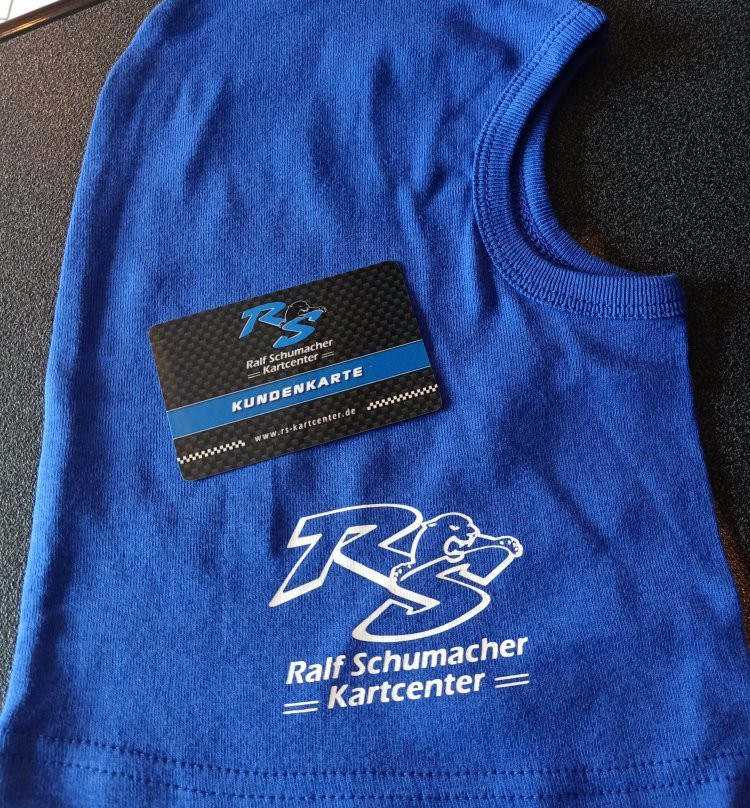 RS
Ralf Schumacher
Kartcenter
KUNDENKARTE
www.rs-kartcenter.de
RS
Ralf Schumacher
Kartcenter